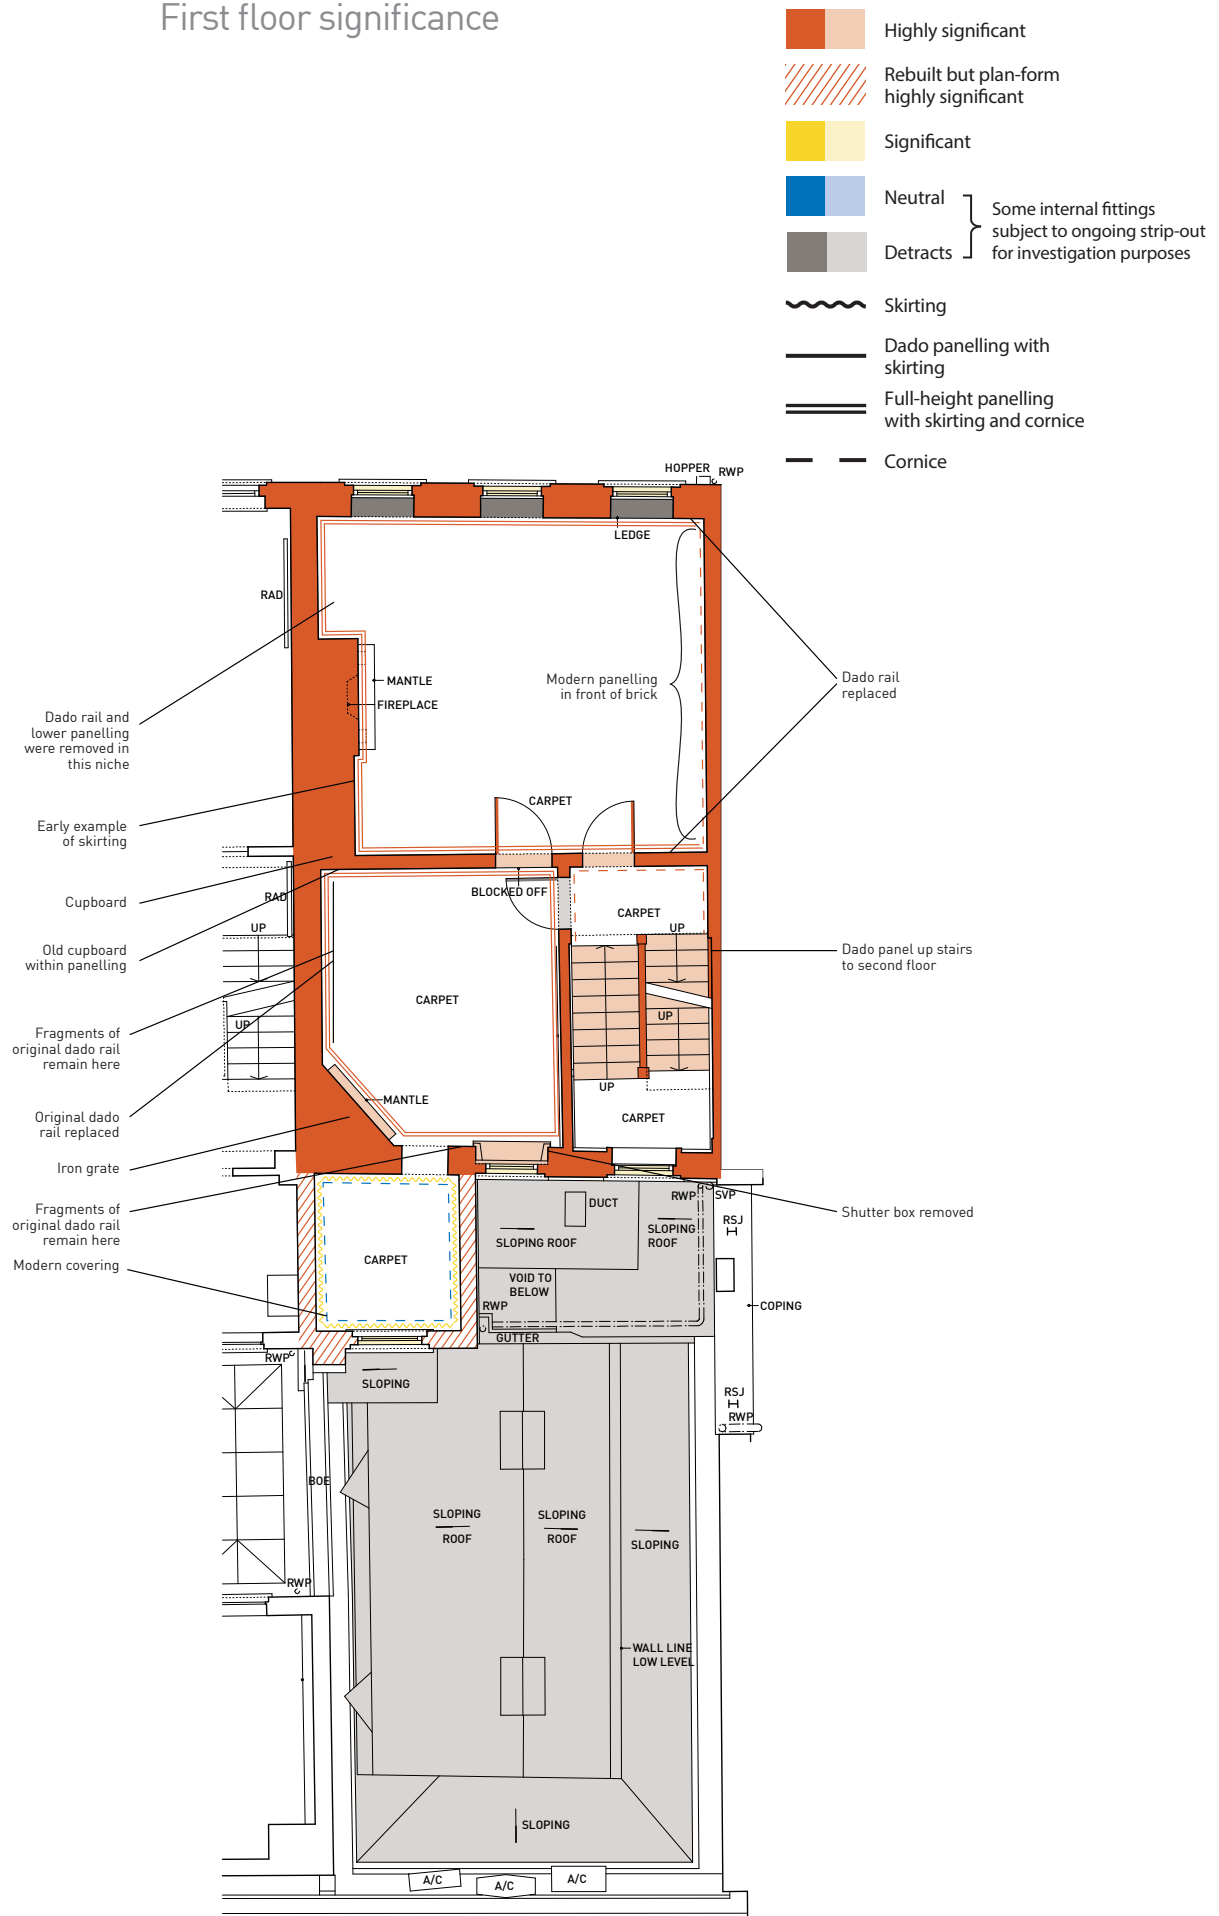 First floor significance
Highly significant
Rebuilt but plan-form
highly significant
Significant
Neutral
Detracts
Some internal fittings
subject to ongoing strip-out
for investigation purposes
Skirting
Dado panelling with
skirting
Full-height panelling
with skirting and cornice
Cornice
HOPPER
RWP
LEDGE
RAD
MANTLE
FIREPLACE
Modern panelling
in front of brick
Dado rail
replaced
Dado rail and
lower panelling
were removed in
this niche
CARPET
Early example
of skirting
Cupboard
RAD
BLOCKED OFF
CARPET
UP
UP
Old cupboard
within panelling
Dado panel up stairs
to second floor
CARPET
UP
UP
Fragments of
original dado rail
remain here
UP
MANTLE
CARPET
Original dado
rail replaced
Iron grate
Fragments of
original dado rail
remain here
RWP
SVP
DUCT
Shutter box removed
RSJ
SLOPING
ROOF
SLOPING ROOF
Modern covering
CARPET
VOID TO
BELOW
RWP
COPING
GUTTER
RWP
SLOPING
RSJ
RWP
BOE
SLOPING
ROOF
SLOPING
ROOF
SLOPING
RWP
WALL LINE
LOW LEVEL
SLOPING
A/C
A/C
A/C